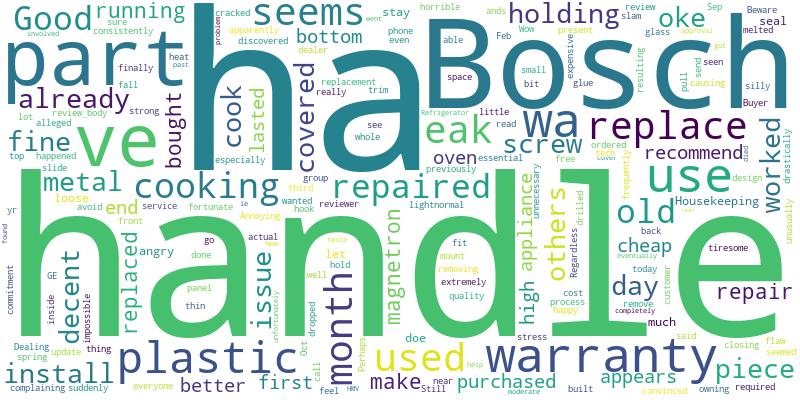 Good running seems holding oke
part ha Bosch
already bought cook lasted covered bottom
ve eak wa replace
fine metal cooking repaired oven screw use recommend worked
handle
decent replaced issue month magnetron appliance others old day cheap repair
install plastic used warranty piece
better first make purchased appears
cracked horrible review Sep Beware
sure consistently apparently discovered dealer
stay phone even able Feb Wow
slam ands present glass melted seal
problem heat past finally fall strong
replacement really trim space expensive
small bit glue seen resulting
pull send causing silly Buyer
lot review_body alleged top happened slide
especially whole see Refrigerator little
read ordered tech cover free
previously essential unnecessary frequently
design died drastically
yr loose avoid end service front
third group wanted hook reviewer
fortunate le lightnormal
Annoying actual now let
angry go done panel thin
well hold fit mount removing
extremely quality high drilled Regardless
Housekeeping back today remove
tiresome unusually eventually
found commitment GE inside impossible
unfortunately Oct dropped
doe cost process happy customer
much completely required
Dealing spring update thing
call Perhaps stress said closing flaw seemed
complaining suddenly everyone
feel HMV Still near help
moderate built convinced owning
involved went got approval
twice